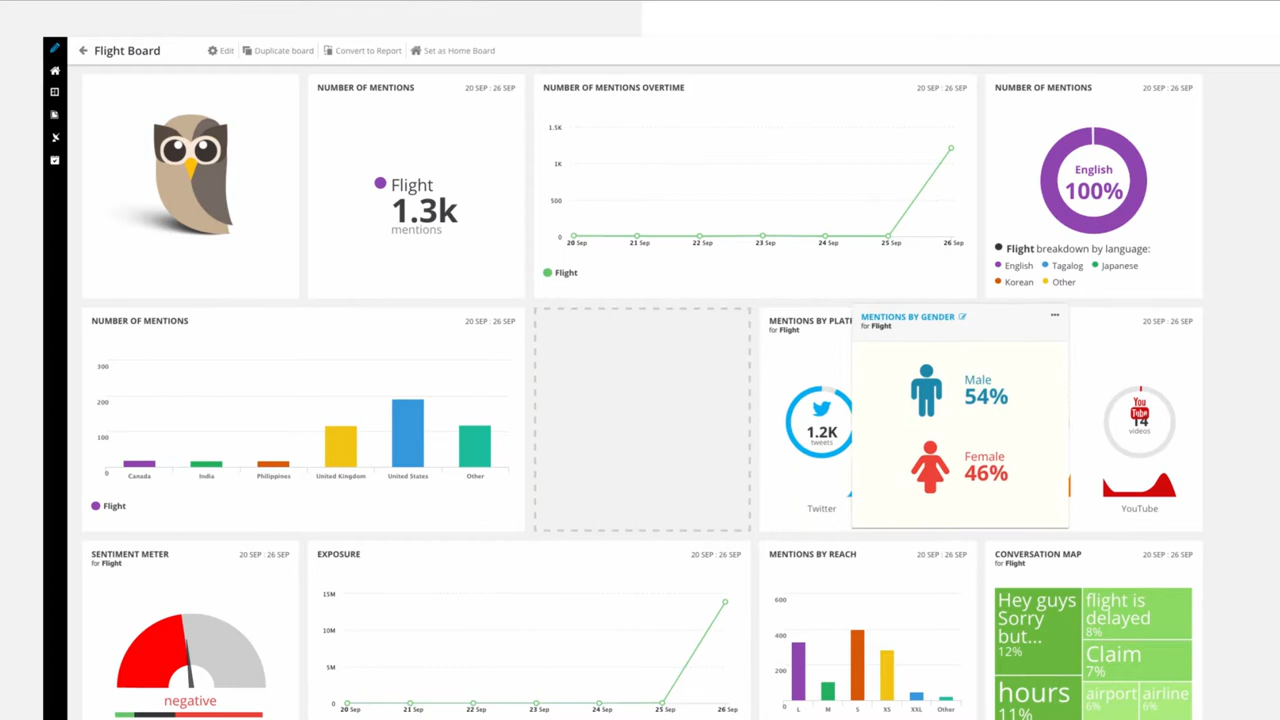 Flight Board
Edit
Duplicate board
Convert to Report
Set as Home Board
NUMBER OF MENTIONS
20 SEP : 26 SEP
Flight
1.3k
mentions
NUMBER OF MENTIONS OVERTIME
20 SEP : 26 SEP
1.5K
1K
500
0
20 Sep 21 Sep 22 Sep 23 Sep 24 Sep 25 Sep 26 Sep
Flight
NUMBER OF MENTIONS
20 SEP : 26 SEP
English
100%
Flight breakdown by language:
English Tagalog Japanese
Korean Other
NUMBER OF MENTIONS
20 SEP : 26 SEP
300
200
100
0
Canada India Philippines United Kingdom United States Other
Flight
MENTIONS BY PLAT
for Flight
20 SEP : 26 SEP
1.2K
tweets
Twitter
MENTIONS BY GENDER
for Flight
Male
54%
Female
46%
You
Tube
14
videos
YouTube
SENTIMENT METER
20 SEP : 26 SEP
for Flight
negative
EXPOSURE
20 SEP : 26 SEP
15M
10M
5M
0
20 Sep 21 Sep 22 Sep 23 Sep 24 Sep 25 Sep 26 Sep
MENTIONS BY REACH
20 SEP : 26 SEP
600
400
200
0
L M S XS XXL Other
CONVERSATION MAP
20 SEP : 26 SEP
for Flight
Hey guys
Sorry
but...
12%
flight is
delayed
8%
Claim
7%
hours
11%
airport
6%
airline
6%